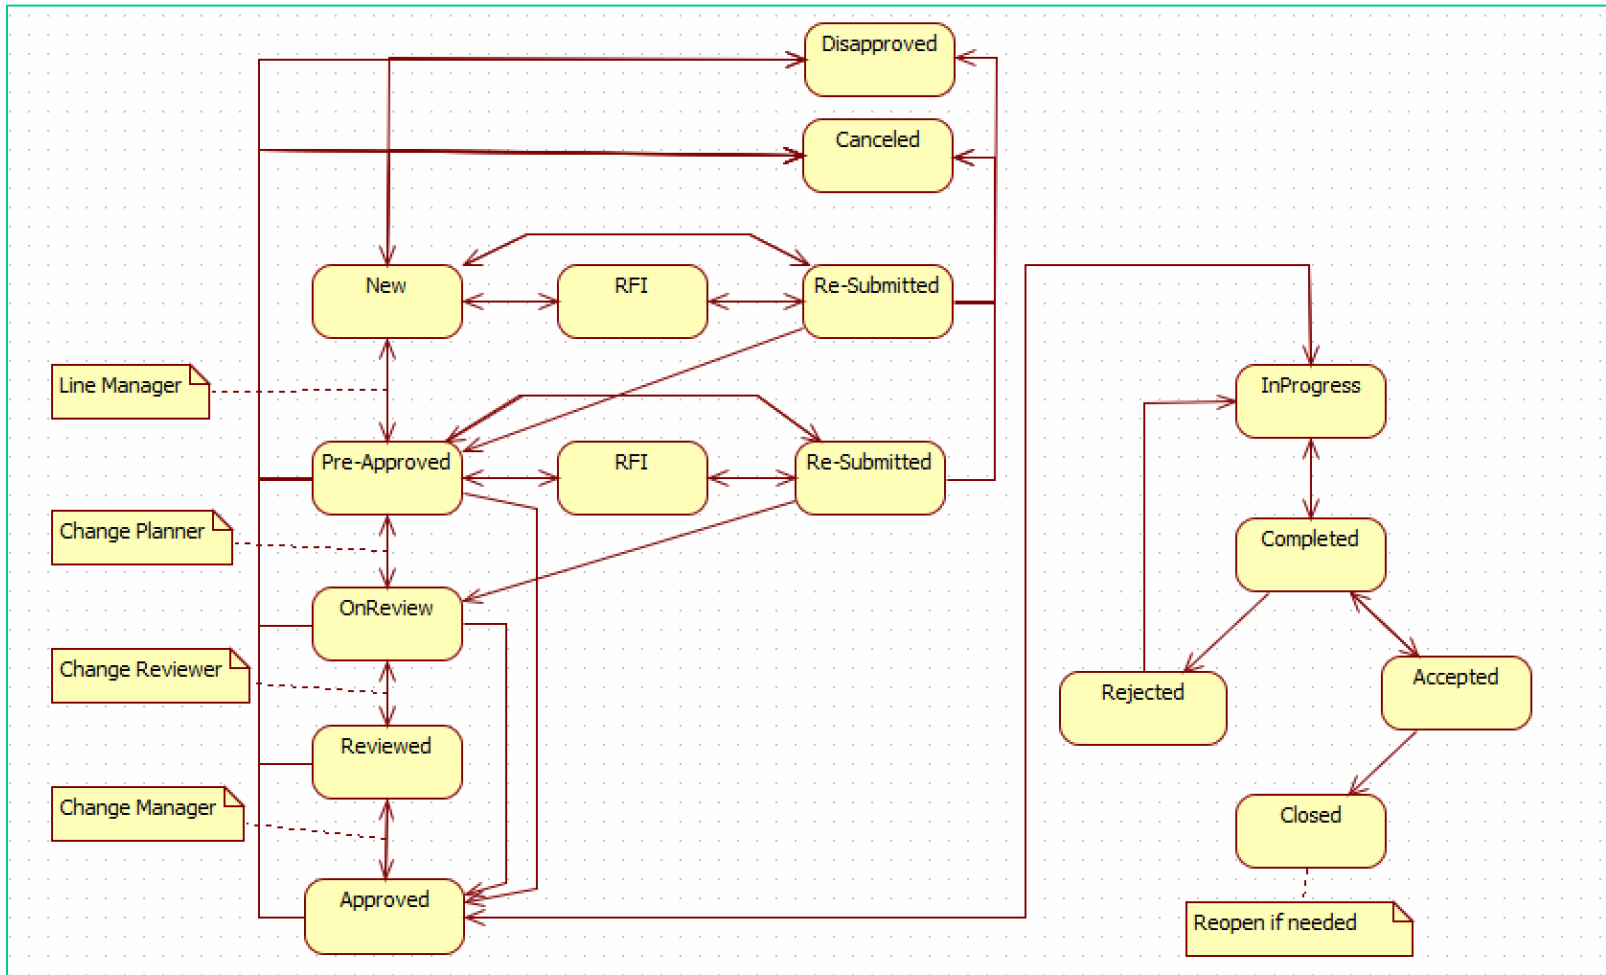 Disapproved
Canceled
New
RFI
Re-Submitted
Line Manager
InProgress
Pre-Approved
RFI
Re-Submitted
Change Planner
Completed
OnReview
Change Reviewer
Rejected
Accepted
Reviewed
Change Manager
Closed
Approved
Reopen if needed